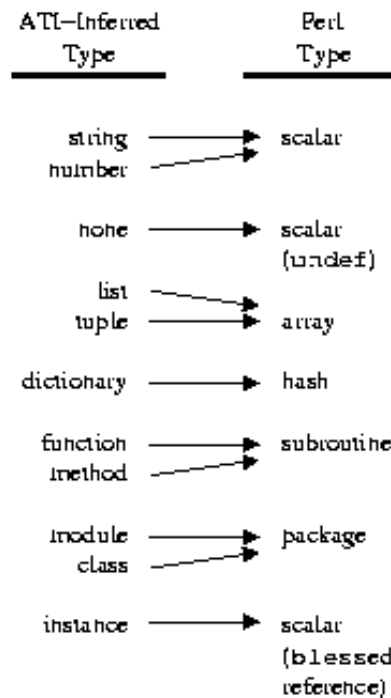 ATI-Inferred Perl
Type Type
string scalar
number
none scalar
(undef)
list
tuple array
dictionary hash
function subroutine
method
module package
class
instance scalar
(blessed
reference)